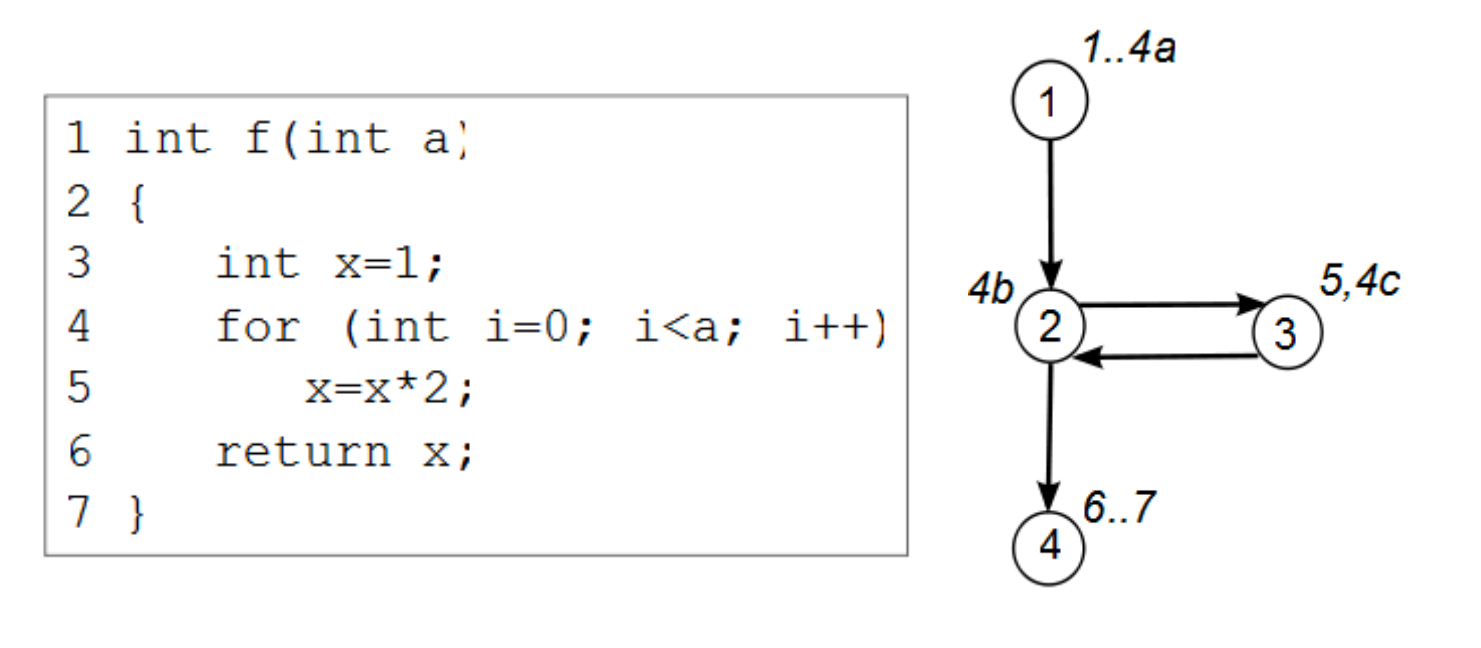 1 int f(int a)
2 {
3 int x=1;
4 for (int i=0; i<a; i++)
5 x=x*2;
6 return x;
7 }
1..4a
1
4b
2
3
5,4c
6..7
4